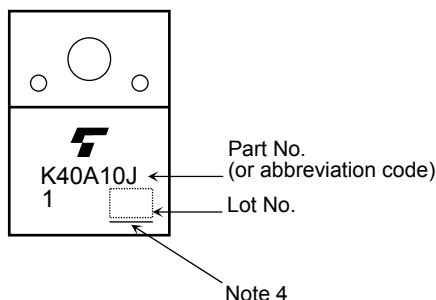 K40A10J
1
Part No.
(or abbreviation code)
Lot No.
Note 4